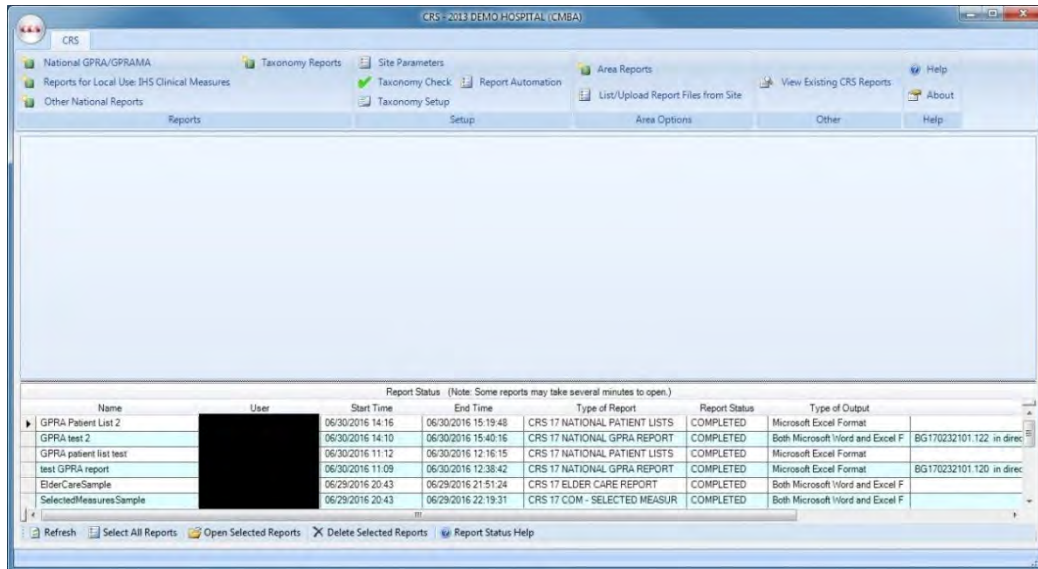 CRS - 2013 DEMO HOSPITAL (CMBA)
CRS
National GPRA/GPRAMA
Reports for Local Use: IHS Clinical Measures
Other National Reports
Taxonomy Reports
Reports
Site Parameters
Taxonomy Check
Report Automation
Taxonomy Setup
Setup
Area Reports
List/Upload Report Files from Site
Area Options
View Existing CRS Reports
Other
Help
About
Help
Report Status (Note: Some reports may take several minutes to open.)
Name User Start Time End Time Type of Report Report Status Type of Output
GPRA Patient List 2 06/30/2016 14:16 06/30/2016 15:19:48 CRS 17 NATIONAL PATIENT LISTS COMPLETED Microsoft Excel Format
GPRA test 2 06/30/2016 14:10 06/30/2016 15:40:16 CRS 17 NATIONAL GPRA REPORT COMPLETED Both Microsoft Word and Excel F BG170232101.122 in direc
GPRA patient list test 06/30/2016 11:12 06/30/2016 12:16:15 CRS 17 NATIONAL PATIENT LISTS COMPLETED Microsoft Excel Format
test GPRA report 06/30/2016 11:09 06/30/2016 12:38:42 CRS 17 NATIONAL GPRA REPORT COMPLETED Microsoft Excel Format BG170232101.120 in direc
ElderCareSample 06/29/2016 20:43 06/29/2016 21:51:24 CRS 17 ELDER CARE REPORT COMPLETED Both Microsoft Word and Excel F
SelectedMeasuresSample 06/29/2016 20:43 06/29/2016 22:19:31 CRS 17 COM - SELECTED MEASUR COMPLETED Both Microsoft Word and Excel F
Refresh Select All Reports Open Selected Reports Delete Selected Reports Report Status Help